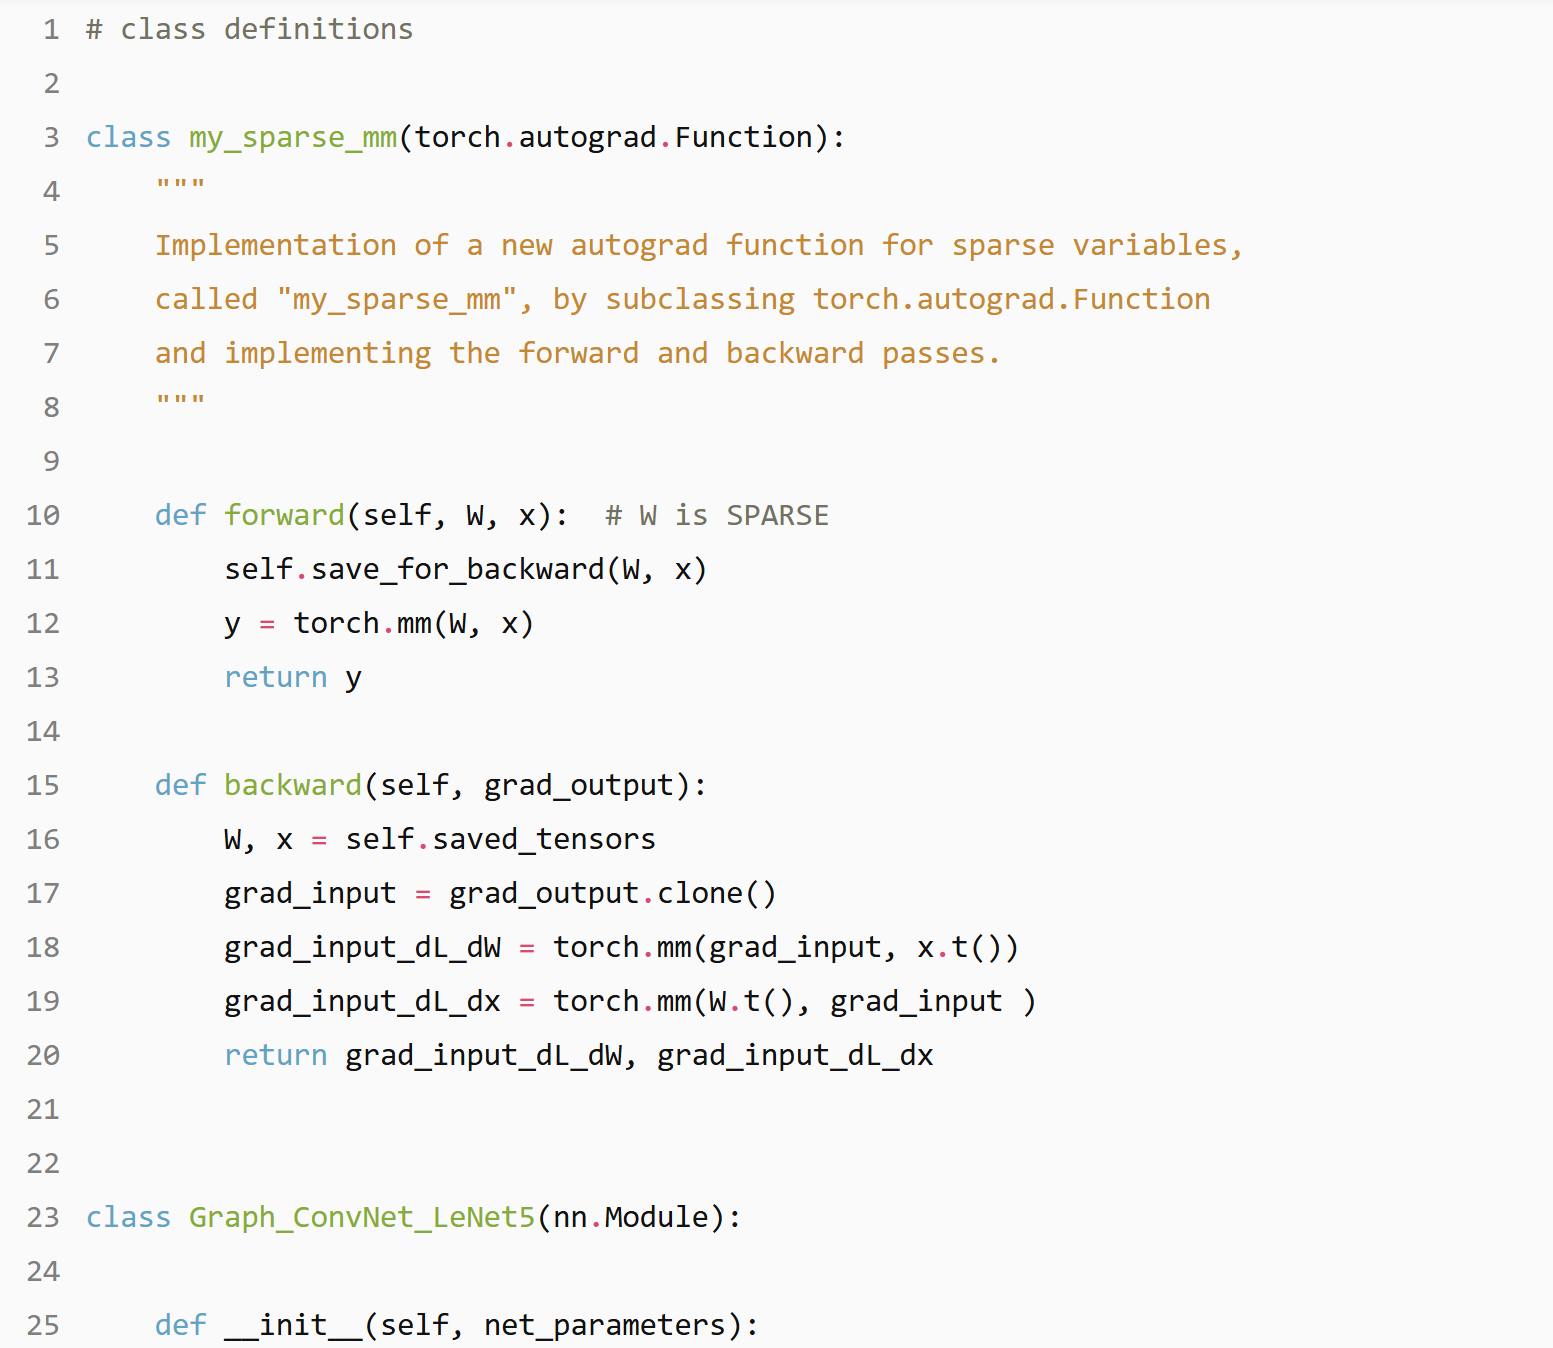 1 # class definitions
2
3 class my_sparse_mm(torch.autograd.Function):
4     """
5     Implementation of a new autograd function for sparse variables,
6     called "my_sparse_mm", by subclassing torch.autograd.Function
7     and implementing the forward and backward passes.
8     """
9
10     def forward(self, W, x):  # W is SPARSE
11         self.save_for_backward(W, x)
12         y = torch.mm(W, x)
13         return y
14
15     def backward(self, grad_output):
16         W, x = self.saved_tensors
17         grad_input = grad_output.clone()
18         grad_input_dL_dW = torch.mm(grad_input, x.t())
19         grad_input_dL_dx = torch.mm(W.t(), grad_input )
20         return grad_input_dL_dW, grad_input_dL_dx
21
22
23 class Graph_ConvNet_LeNet5(nn.Module):
24
25     def __init__(self, net_parameters):